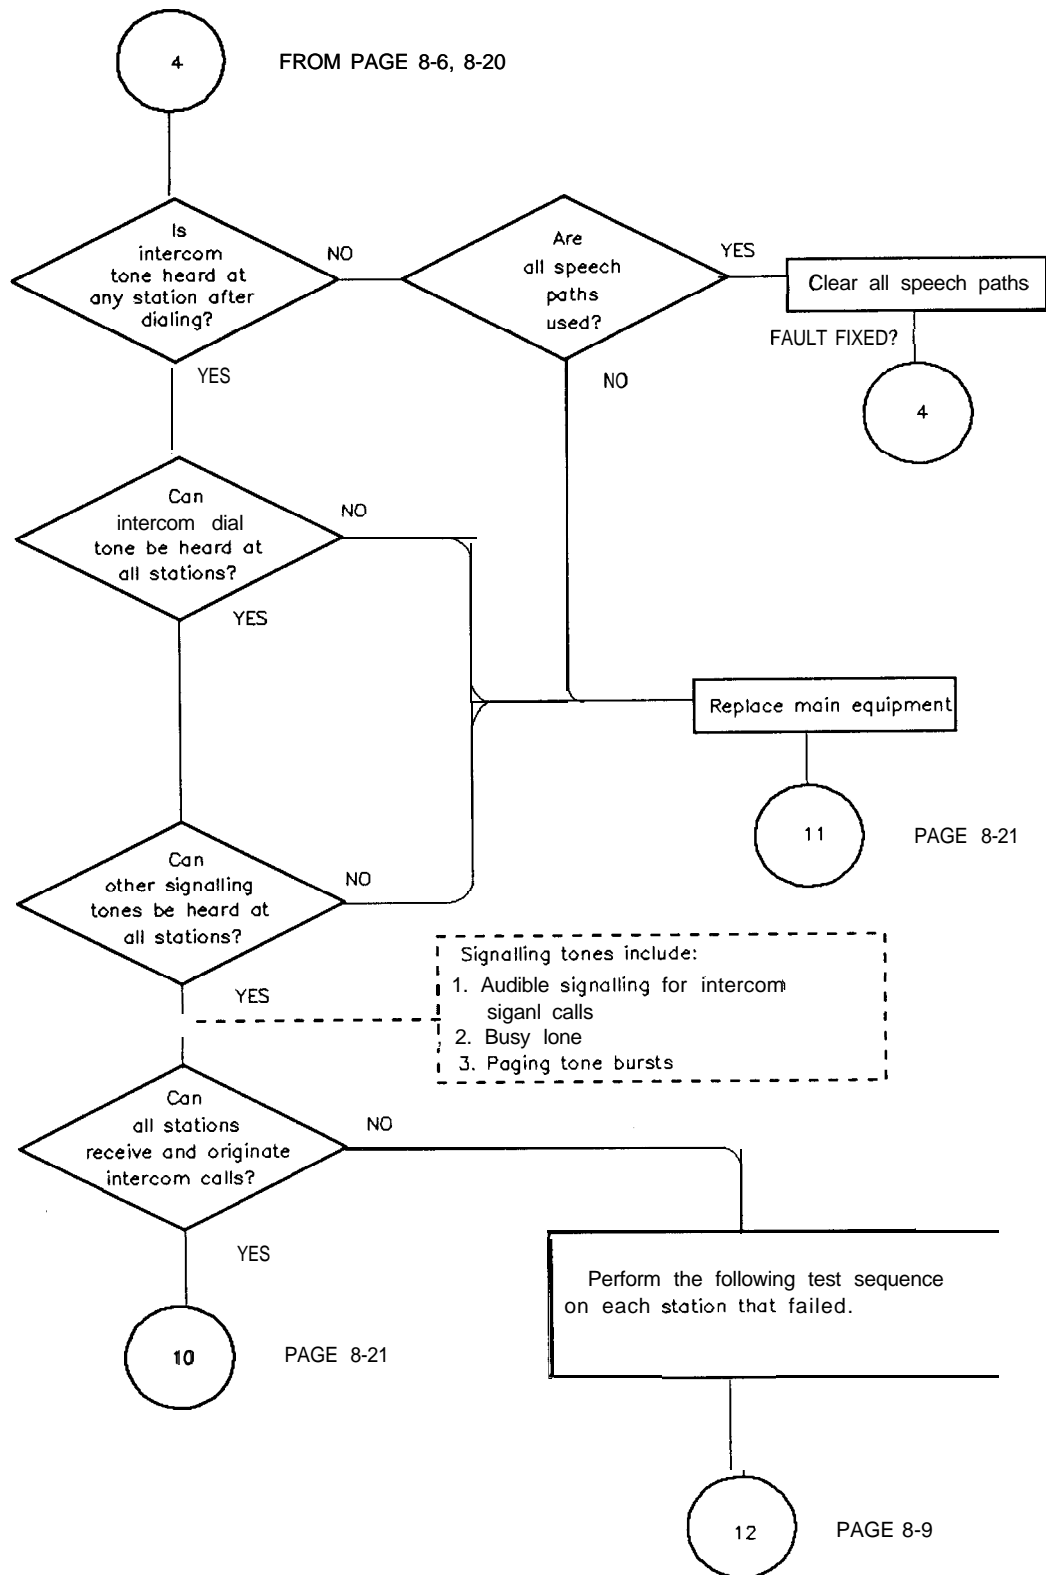 4
FROM PAGE 8-6, 8-20
Is
intercom
tone heard at
any station after
dialing?
NO
YES
Are
all speech
paths
used?
YES
NO
Clear all speech paths
FAULT FIXED?
4
Can
intercom dial
tone be heard at
all stations?
NO
YES
Replace main equipment
11
PAGE 8-21
Can
other signalling
tones be heard at
all stations?
NO
YES
Signalling tones include:
1. Audible signalling for intercom
siganl calls
2. Busy lone
3. Paging tone bursts
Can
all stations
receive and originate
intercom calls?
NO
YES
10
PAGE 8-21
Perform the following test sequence
on each station that failed.
12
PAGE 8-9